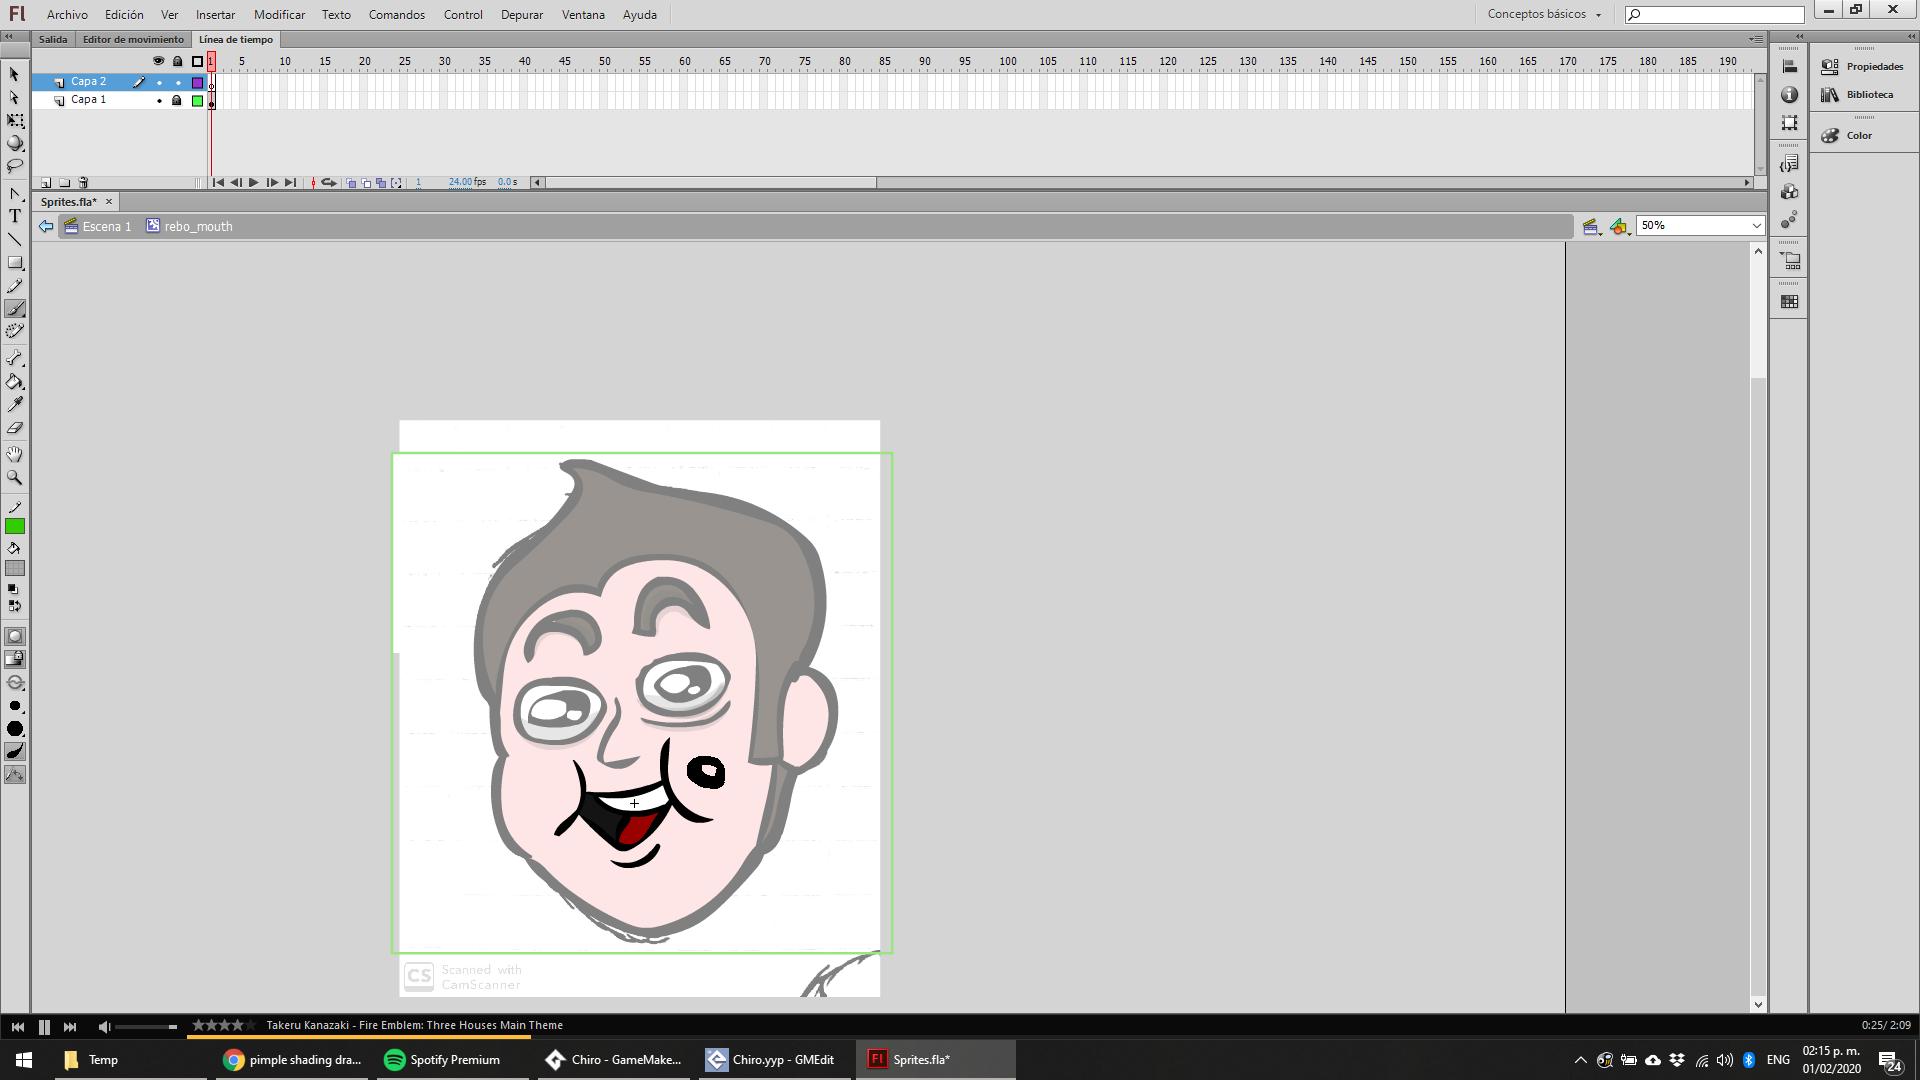 Fl Archivo Edición Ver Insertar Modificar Texto Comandos Control Depurar Ventana Ayuda Conceptos básicos
Salida Editor de movimiento Línea de tiempo
1 5 10 15 20 25 30 35 40 45 50 55 60 65 70 75 80 85 90 95 100 105 110 115 120 125 130 135 140 145 150 155 160 165 170 175 180 185 190
Capa 2
Capa 1
1 24.00 fps 0.0 s
Propiedades
Biblioteca
Color
Sprites.fla* ×
Escena 1 rebo_mouth 50%
T
CS Scanned with
CamScanner
Takeru Kanazaki - Fire Emblem: Three Houses Main Theme 0:25/ 2:09
Temp pimple shading dra... Spotify Premium Chiro - GameMake... Chiro.yyp - GMEdit Fl Sprites.fla* ENG 02:15 p. m.
01/02/2020 24